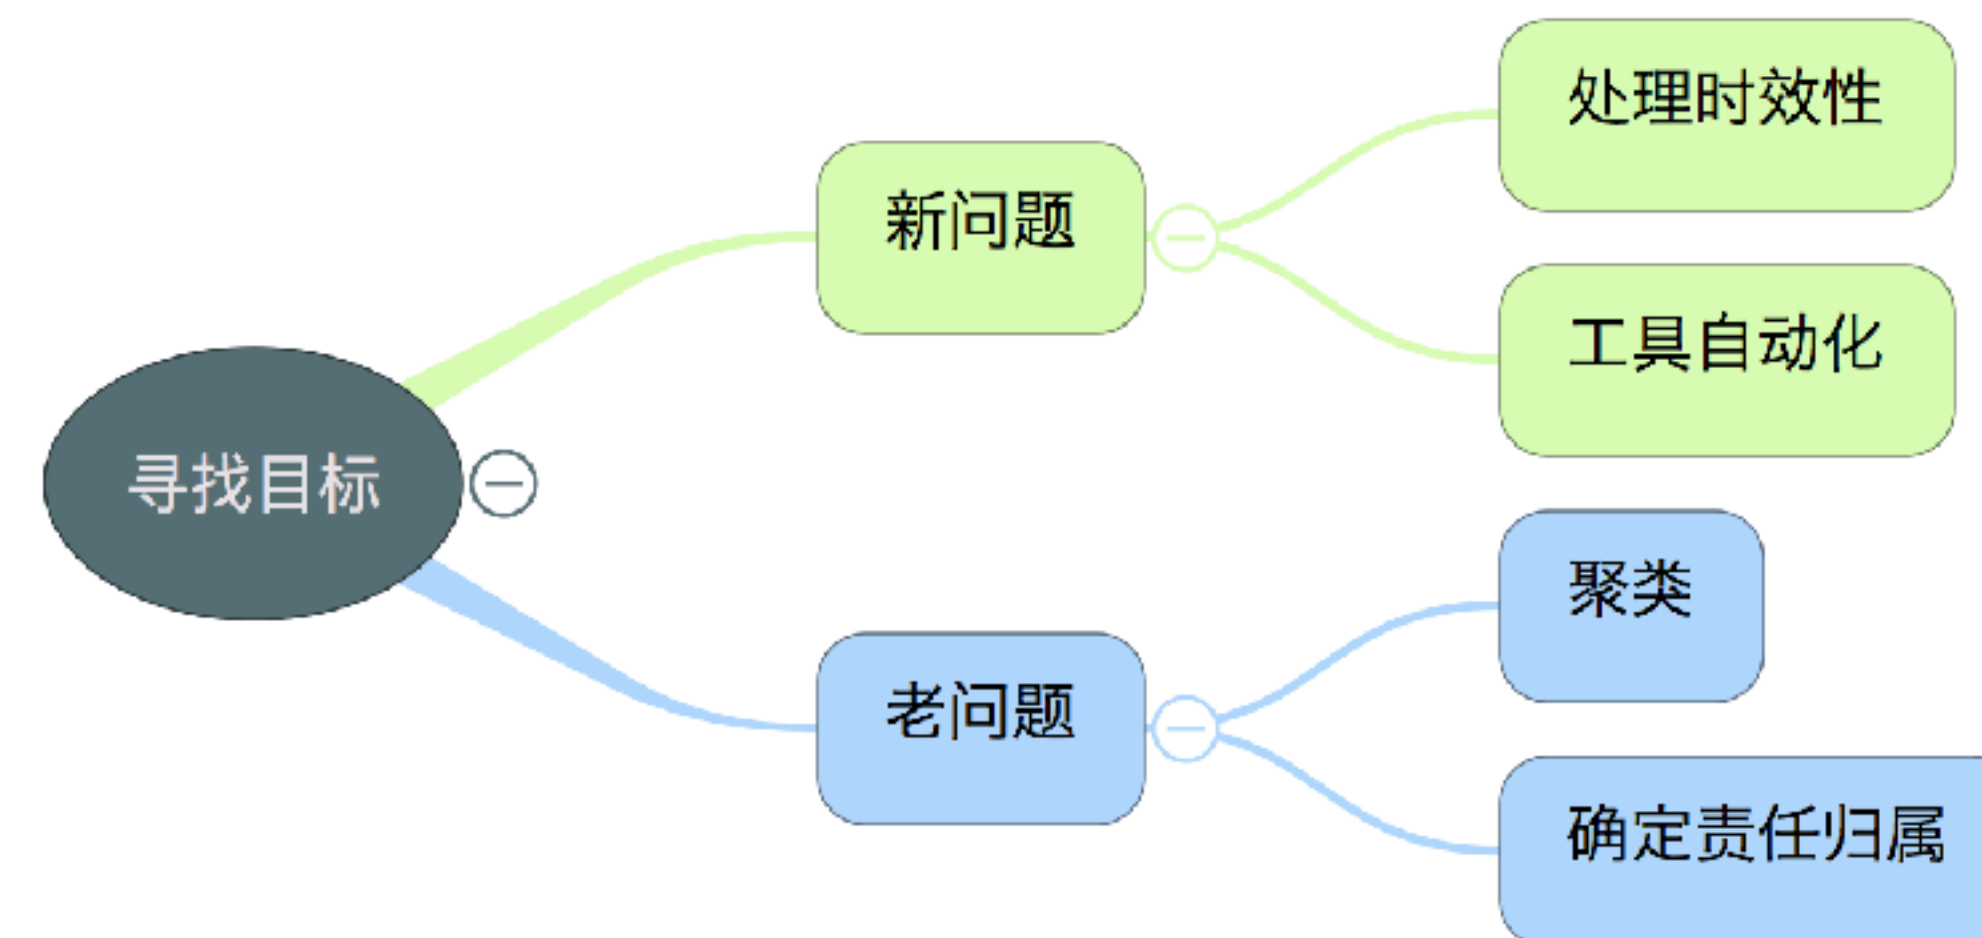 寻找目标
新问题
处理时效性
工具自动化
老问题
聚类
确定责任归属